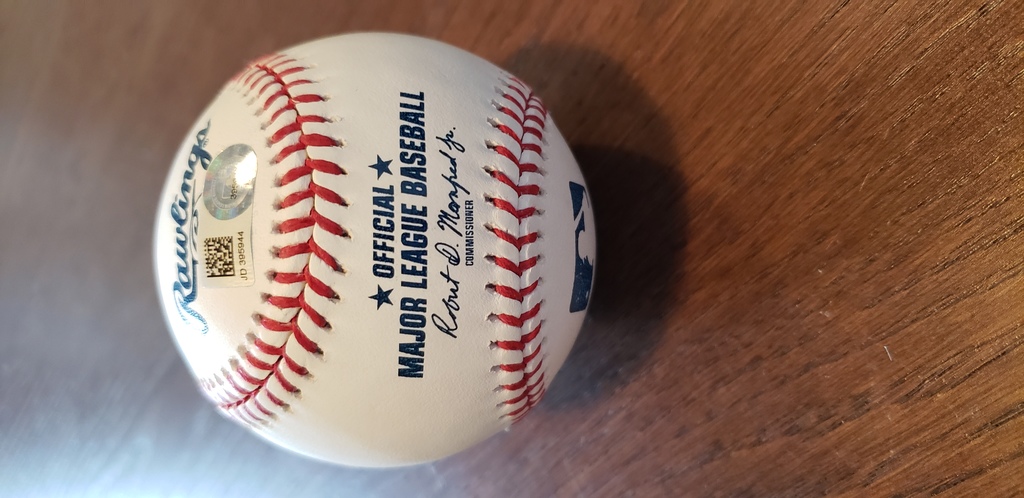 Rawlings
JD 395944
★ OFFICIAL ★
MAJOR LEAGUE BASEBALL
Robert D. Manfred Jr.
COMMISSIONER